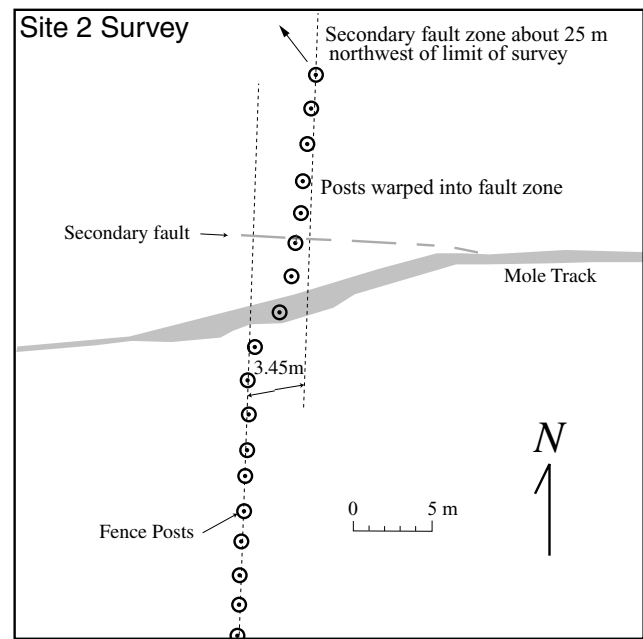 Site 2 Survey
Secondary fault zone about 25 m
northwest of limit of survey
Posts warped into fault zone
Secondary fault
Mole Track
3.45m
N
0 5 m
Fence Posts